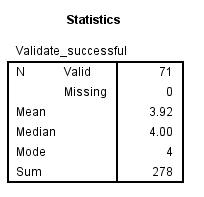 Statistics
Validate_successful
N Valid 71
Missing 0
Mean 3.92
Median 4.00
Mode 4
Sum 278